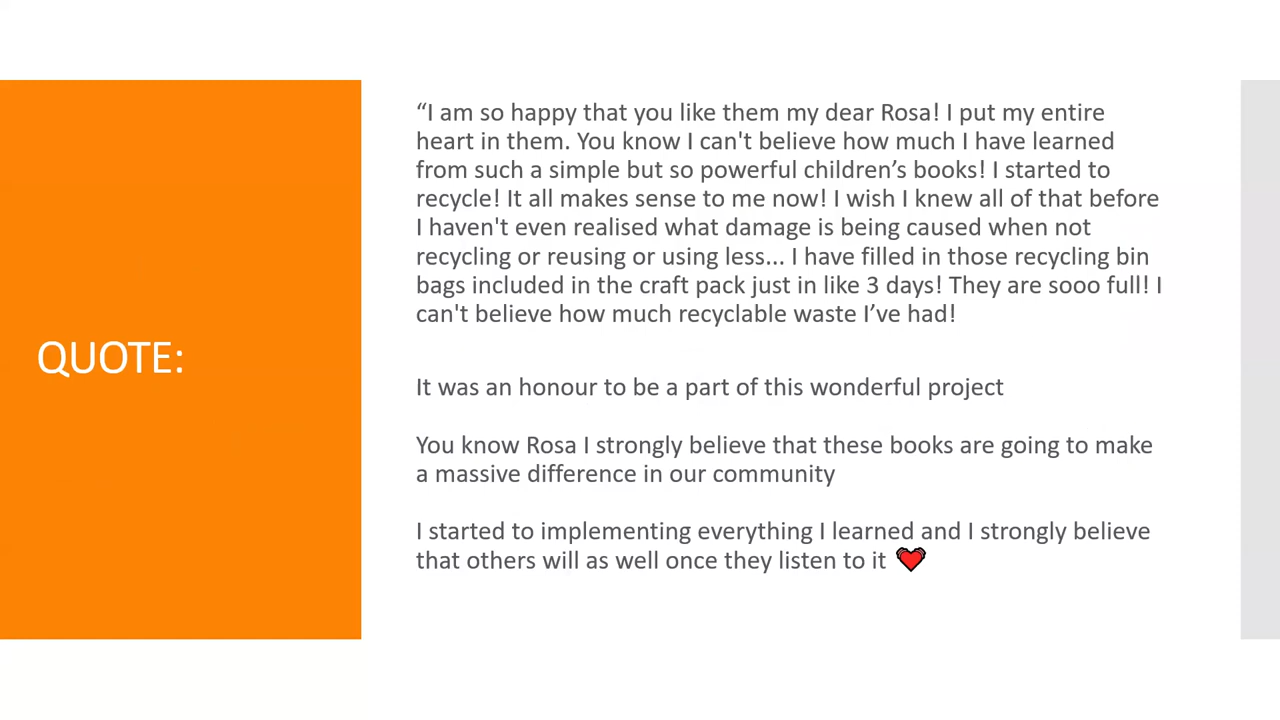 QUOTE:
“I am so happy that you like them my dear Rosa! I put my entire
heart in them. You know I can't believe how much I have learned
from such a simple but so powerful children’s books! I started to
recycle! It all makes sense to me now! I wish I knew all of that before
I haven't even realised what damage is being caused when not
recycling or reusing or using less... I have filled in those recycling bin
bags included in the craft pack just in like 3 days! They are sooo full! I
can't believe how much recyclable waste I’ve had!
It was an honour to be a part of this wonderful project
You know Rosa I strongly believe that these books are going to make
a massive difference in our community
I started to implementing everything I learned and I strongly believe
that others will as well once they listen to it ❤️